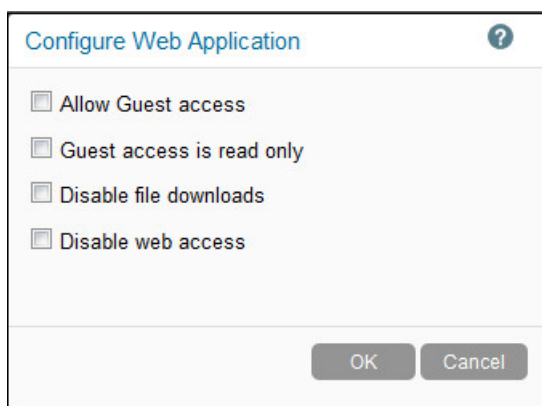 Configure Web Application ?
Allow Guest access
Guest access is read only
Disable file downloads
Disable web access
OK Cancel